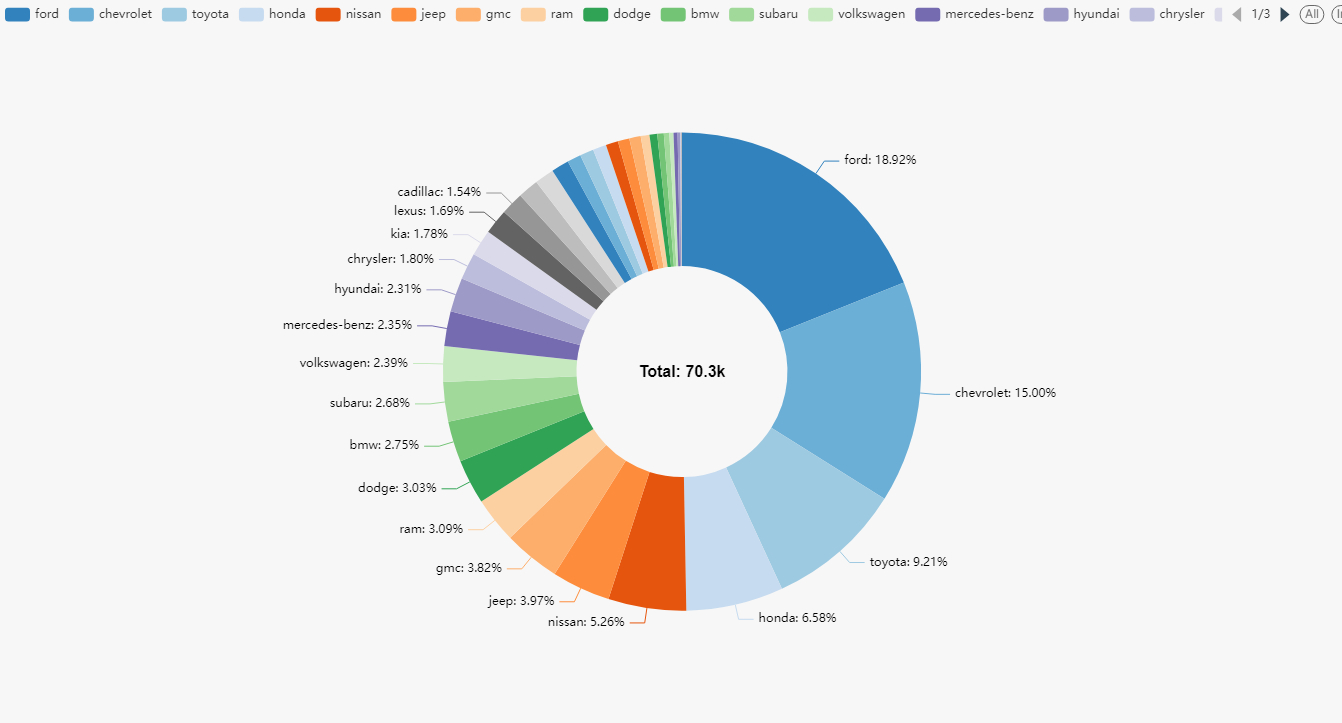 ford chevrolet toyota honda nissan jeep gmc ram dodge bmw subaru volkswagen mercedes-benz hyundai chrysler 1/3 All
ford: 18.92%
cadillac: 1.54%
lexus: 1.69%
kia: 1.78%
chrysler: 1.80%
hyundai: 2.31%
mercedes-benz: 2.35%
volkswagen: 2.39%
Total: 70.3k
chevrolet: 15.00%
subaru: 2.68%
bmw: 2.75%
dodge: 3.03%
ram: 3.09%
toyota: 9.21%
gmc: 3.82%
jeep: 3.97%
honda: 6.58%
nissan: 5.26%